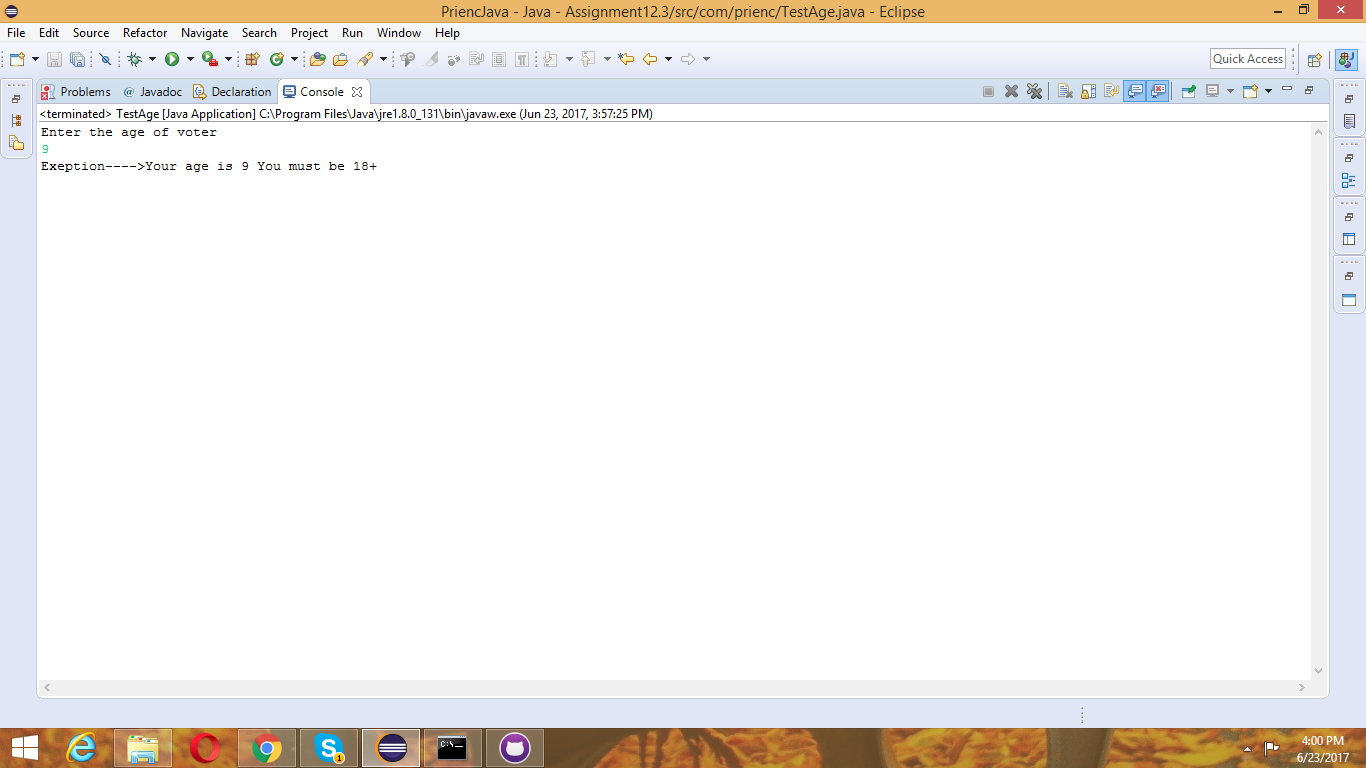 PriencJava - Java - Assignment12.3/src/com/prienc/TestAge.java - Eclipse
File Edit Source Refactor Navigate Search Project Run Window Help
Quick Access
Problems @ Javadoc Declaration Console
<terminated> TestAge [Java Application] C:\Program Files\Java\jre1.8.0_131\bin\javaw.exe (Jun 23, 2017, 3:57:25 PM)
Enter the age of voter
9
Exeption---->Your age is 9 You must be 18+
C:\
1
4:00 PM
6/23/2017